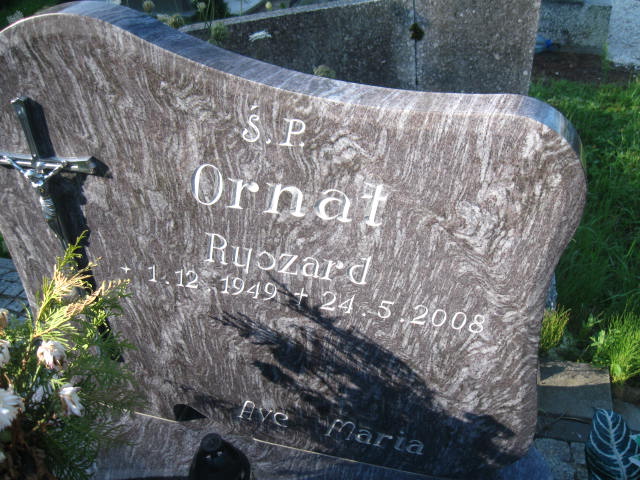 Ś.P.
Ornat
Ryszard
* 1.12.1949 † 24.5.2008
Ave Maria